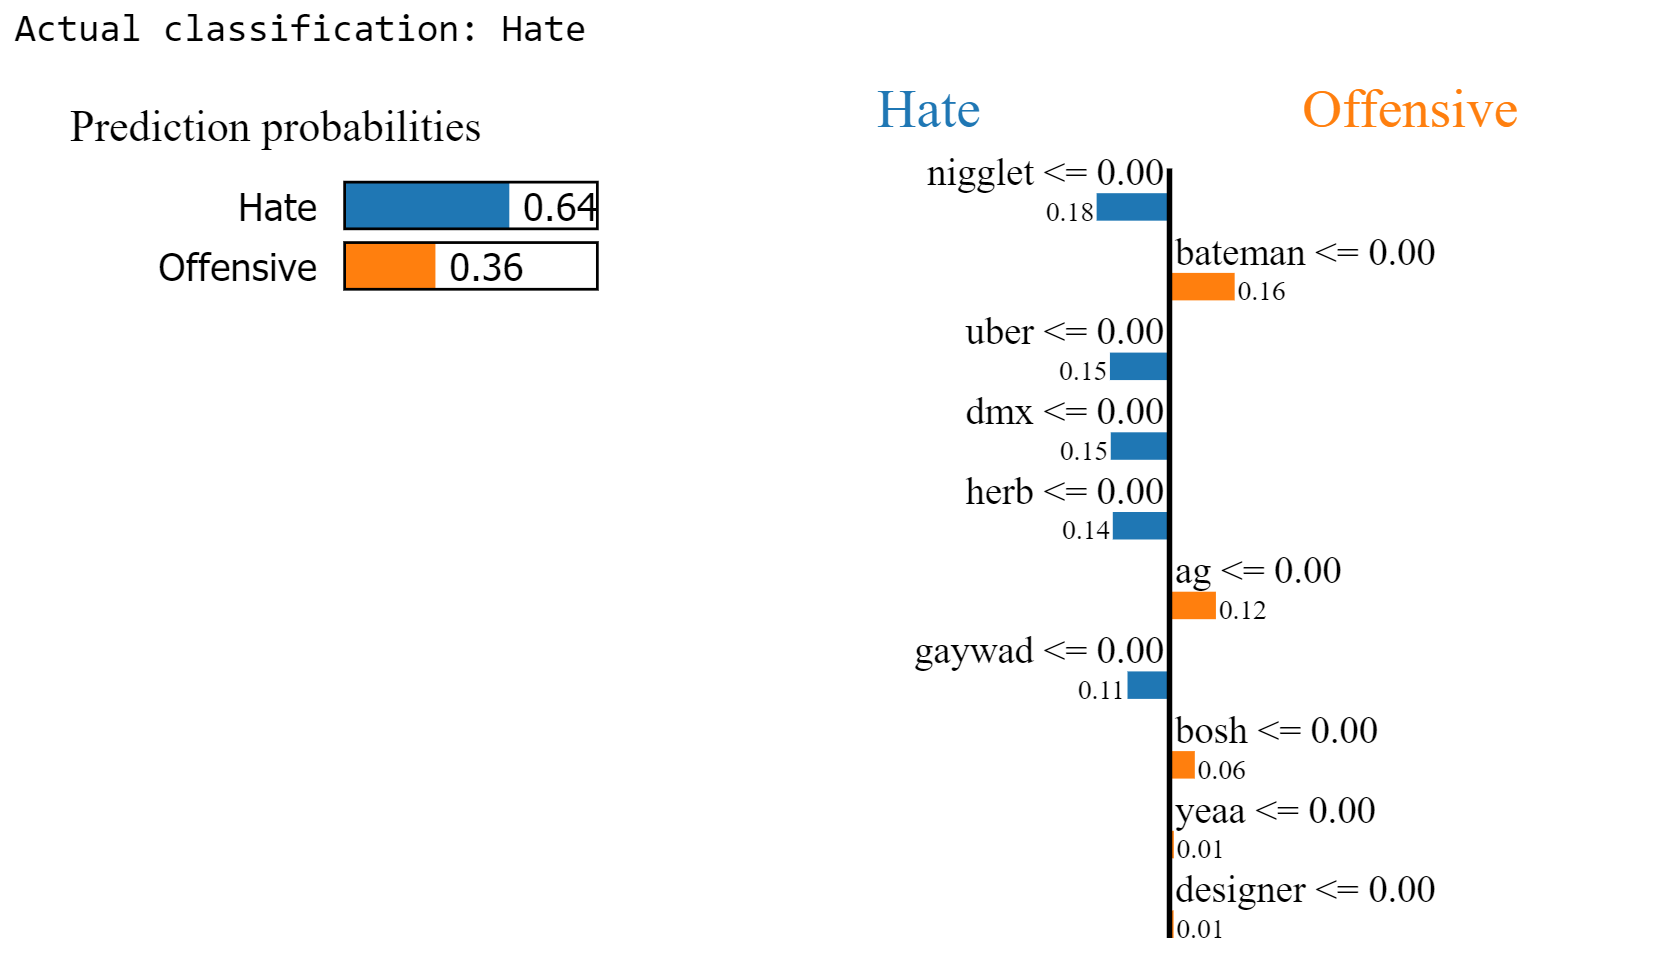 Actual classification: Hate
Prediction probabilities
Hate 0.64
Offensive 0.36
Hate Offensive
nigglet <= 0.00
0.18
bateman <= 0.00
0.16
uber <= 0.00
0.15
dmx <= 0.00
0.15
herb <= 0.00
0.14
ag <= 0.00
0.12
gaywad <= 0.00
0.11
bosh <= 0.00
0.06
yeaa <= 0.00
0.01
designer <= 0.00
0.01